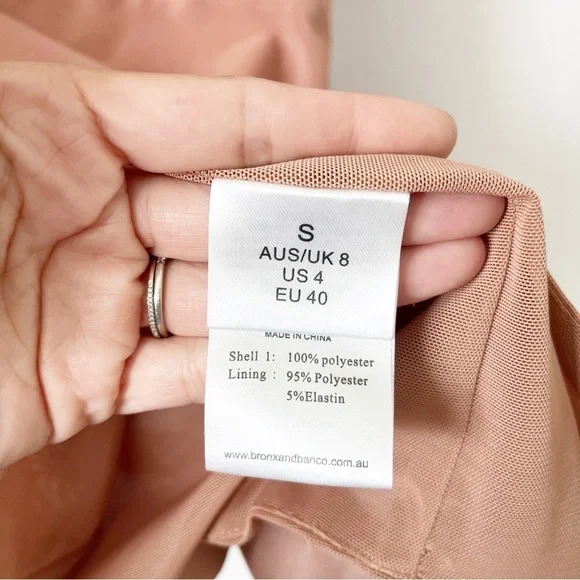 S
AUS/UK 8
US 4
EU 40
MADE IN CHINA
Shell 1: 100% polyester
Lining : 95% Polyester
5%Elastin
www.bronxandbanco.com.au